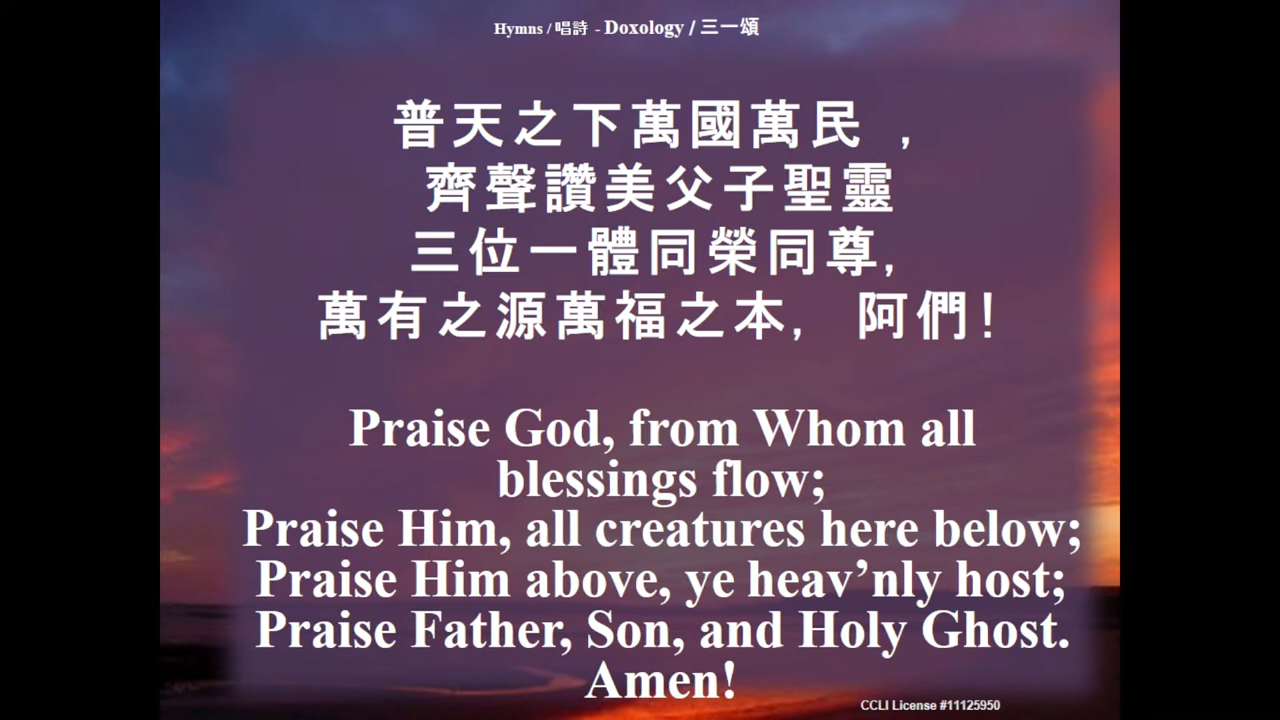 Hymns / 唱詩 - Doxology / 三一頌
普天之下萬國萬民 ,
齊聲讚美父子聖靈
三位一體同榮同尊,
萬有之源萬福之本, 阿們!
Praise God, from Whom all
blessings flow;
Praise Him, all creatures here below;
Praise Him above, ye heav’nly host;
Praise Father, Son, and Holy Ghost.
Amen!
CCLI License #11125950